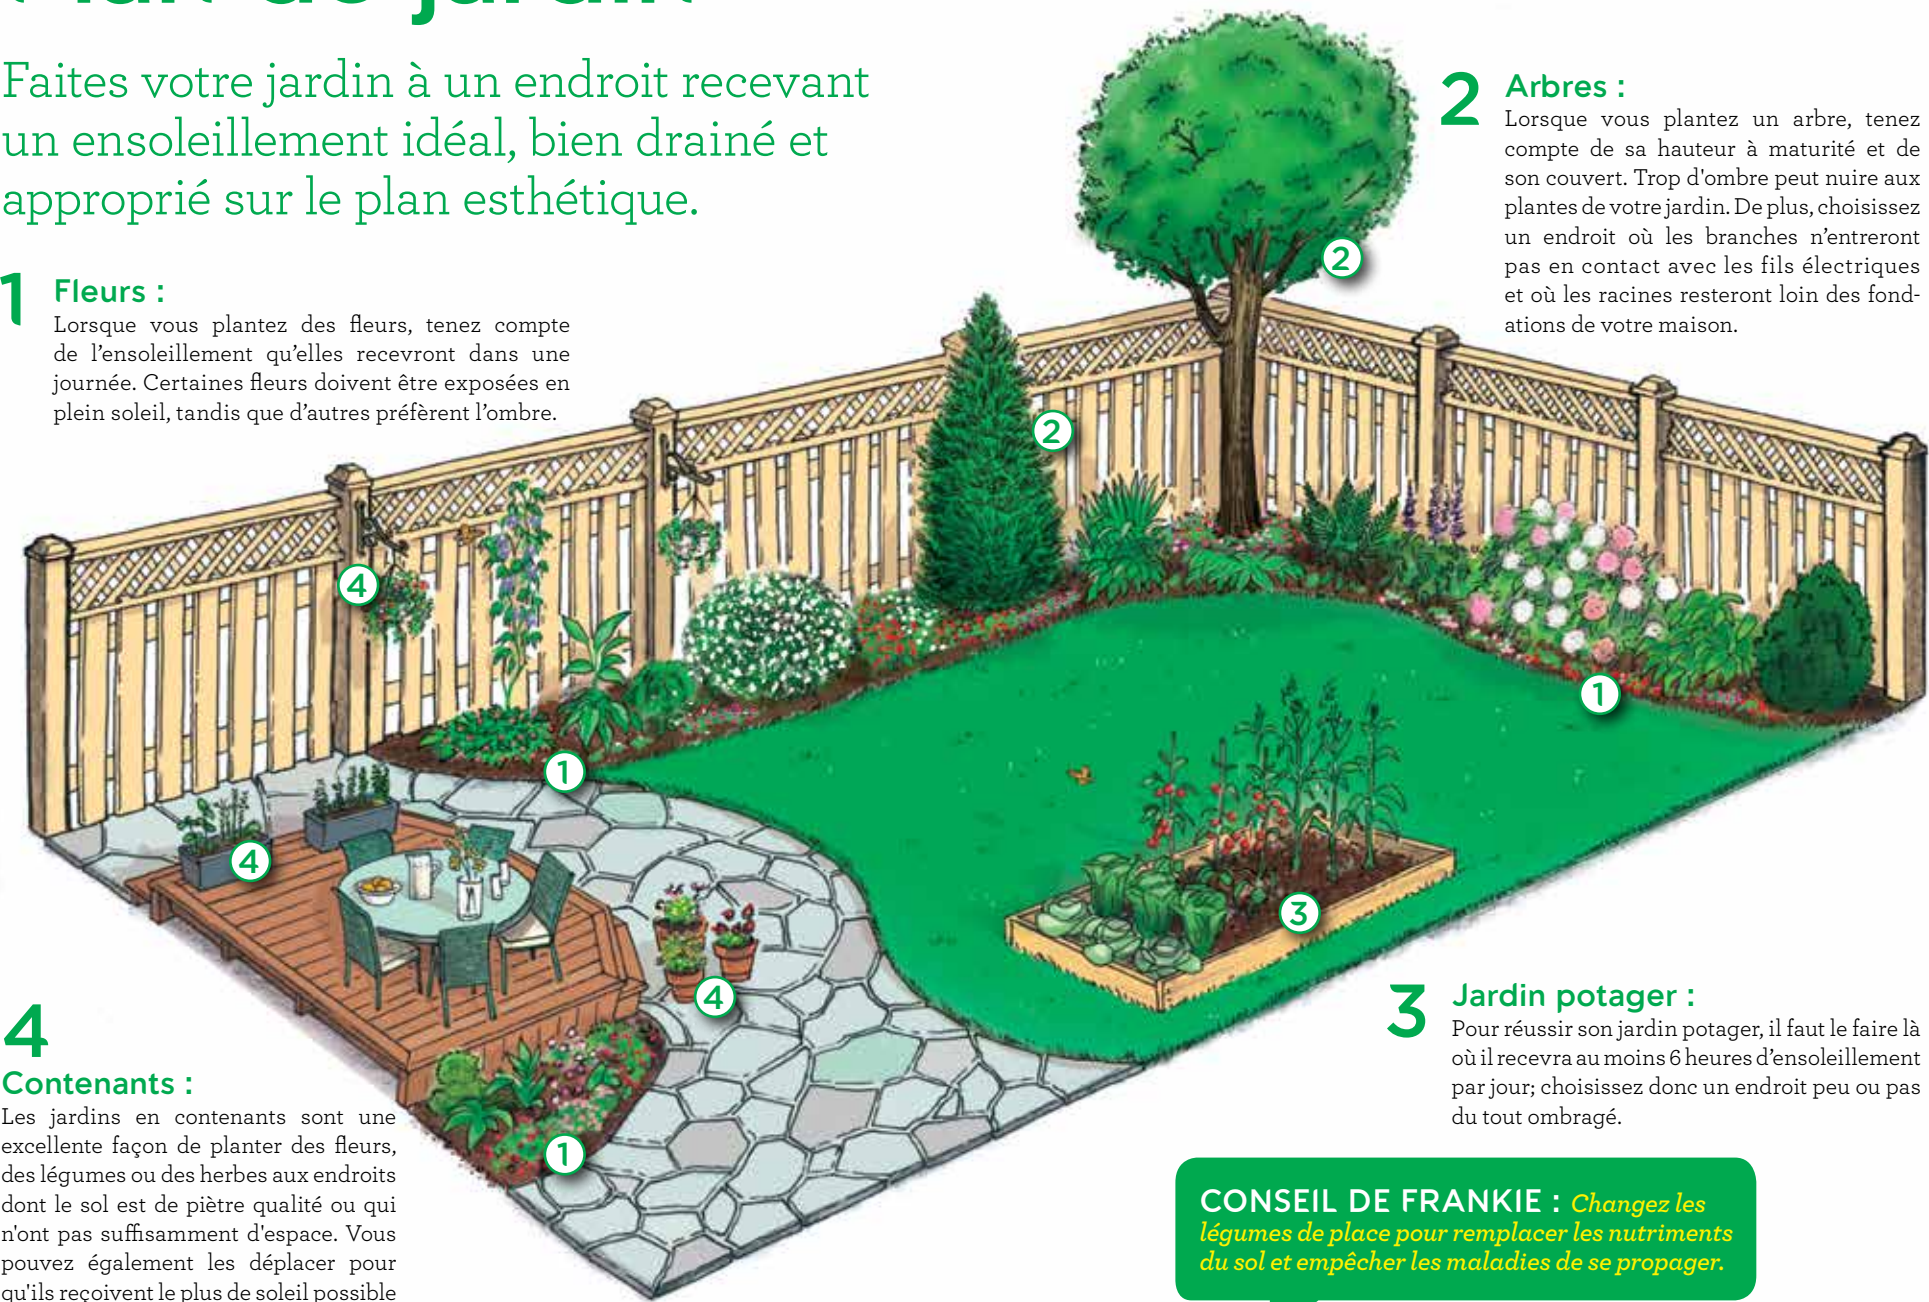 Plan de jardin
Faites votre jardin à un endroit recevant
un ensoleillement idéal, bien drainé et
approprié sur le plan esthétique.
1 Fleurs :
Lorsque vous plantez des fleurs, tenez compte
de l’ensoleillement qu’elles recevront dans une
journée. Certaines fleurs doivent être exposées en
plein soleil, tandis que d’autres préfèrent l’ombre.
2 Arbres :
Lorsque vous plantez un arbre, tenez
compte de sa hauteur à maturité et de
son couvert. Trop d'ombre peut nuire aux
plantes de votre jardin. De plus, choisissez
un endroit où les branches n’entreront
pas en contact avec les fils électriques
et où les racines resteront loin des fond-
ations de votre maison.
2
2
4
1
1
4
3
4
1
3 Jardin potager :
Pour réussir son jardin potager, il faut le faire là
où il recevra au moins 6 heures d’ensoleillement
par jour; choisissez donc un endroit peu ou pas
du tout ombragé.
4
Contenants :
Les jardins en contenants sont une
excellente façon de planter des fleurs,
des légumes ou des herbes aux endroits
dont le sol est de piètre qualité ou qui
n'ont pas suffisamment d'espace. Vous
pouvez également les déplacer pour
qu'ils reçoivent le plus de soleil possible
CONSEIL DE FRANKIE : Changez les
légumes de place pour remplacer les nutriments
du sol et empêcher les maladies de se propager.